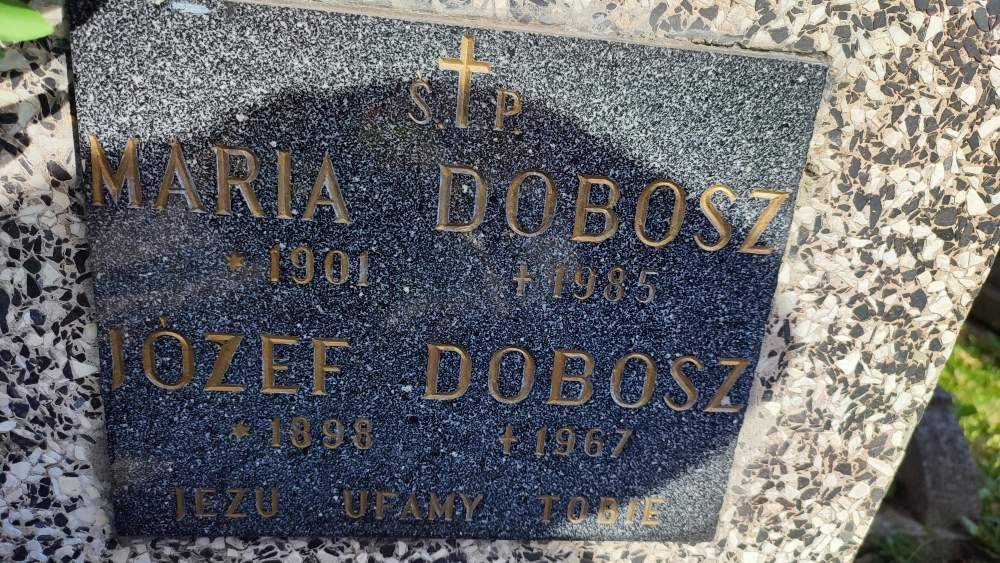 Ś. P.
MARIA DOBOSZ
* 1901 + 1985
JÓZEF DOBOSZ
* 1898 + 1967
JEZU UFAMY TOBIE